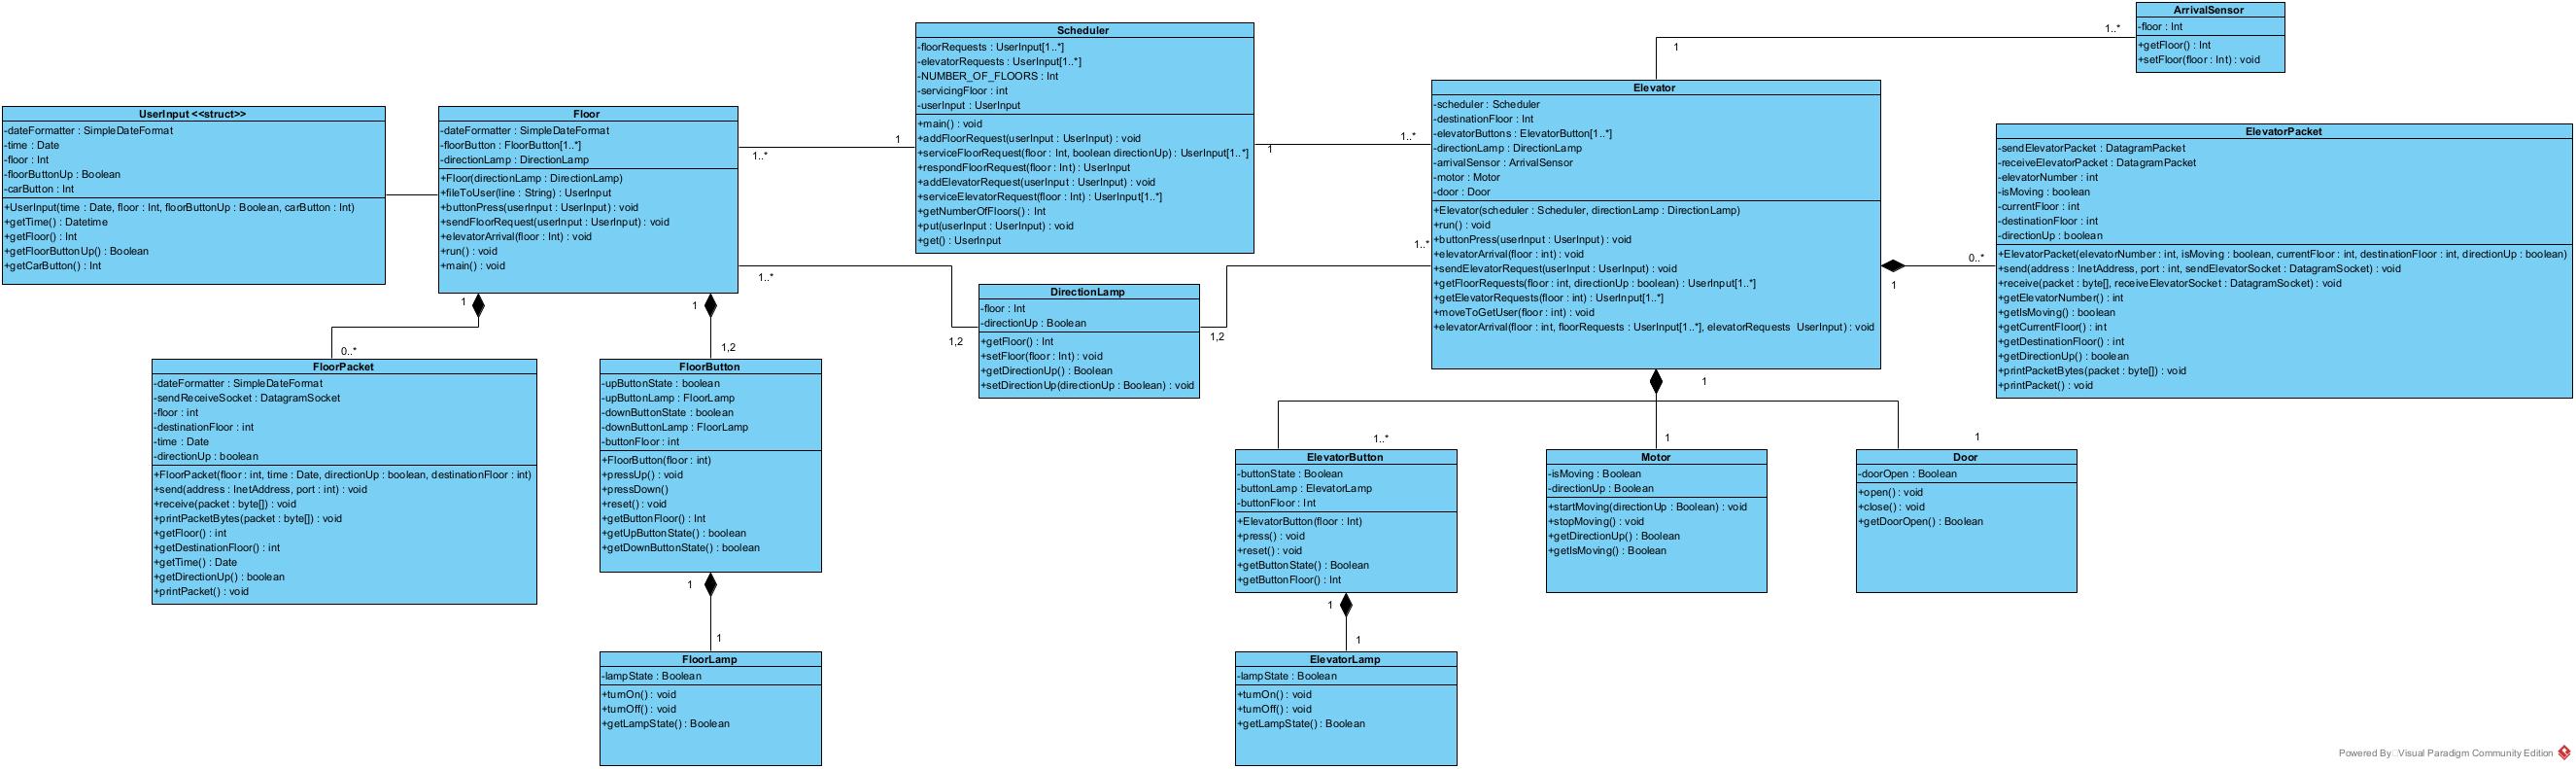 ArrivalSensor
-floor : Int
+getFloor() : Int
+setFloor(floor : Int) : void
1..*
1
Scheduler
-floorRequests : UserInput[1..*]
-elevatorRequests : UserInput[1..*]
-NUMBER_OF_FLOORS : Int
-servicingFloor : int
-userInput : UserInput
+main() : void
+addFloorRequest(userInput : UserInput) : void
+serviceFloorRequest(floor : Int, boolean directionUp) : UserInput[1..*]
+respondFloorRequest(floor : Int) : UserInput
+addElevatorRequest(userInput : UserInput) : void
+serviceElevatorRequest(floor : Int) : UserInput[1..*]
+getNumberOfFloors() : Int
+put(userInput : UserInput) : void
+get() : UserInput
UserInput <<struct>>
-dateFormatter : SimpleDateFormat
-time : Date
-floor : Int
-floorButtonUp : Boolean
-carButton : Int
+UserInput(time : Date, floor : Int, floorButtonUp : Boolean, carButton : Int)
+getTime() : Datetime
+getFloor() : Int
+getFloorButtonUp() : Boolean
+getCarButton() : Int
Floor
-dateFormatter : SimpleDateFormat
-floorButton : FloorButton[1..*]
-directionLamp : DirectionLamp
+Floor(directionLamp : DirectionLamp)
+fileToUser(line : String) : UserInput
+buttonPress(userInput : UserInput) : void
+sendFloorRequest(userInput : UserInput) : void
+elevatorArrival(floor : Int) : void
+run() : void
+main() : void
1..*
1
1
1..*
Elevator
-scheduler : Scheduler
-destinationFloor : Int
-elevatorButtons : ElevatorButton[1..*]
-directionLamp : DirectionLamp
-arrivalSensor : ArrivalSensor
-motor : Motor
-door : Door
+Elevator(scheduler : Scheduler, directionLamp : DirectionLamp)
+run() : void
+buttonPress(userInput : UserInput) : void
+elevatorArrival(floor : int) : void
+sendElevatorRequest(userInput : UserInput) : void
+getFloorRequests(floor : int, directionUp : boolean) : UserInput[1..*]
+getElevatorRequests(floor : int) : UserInput[1..*]
+moveToGetUser(floor : int) : void
+elevatorArrival(floor : int, floorRequests : UserInput[1..*], elevatorRequests  UserInput) : void
ElevatorPacket
-sendElevatorPacket : DatagramPacket
-receiveElevatorPacket : DatagramPacket
-elevatorNumber : int
-isMoving : boolean
-currentFloor : int
-destinationFloor : int
-directionUp : boolean
+ElevatorPacket(elevatorNumber : int, isMoving : boolean, currentFloor : int, destinationFloor : int, directionUp : boolean)
+send(address : InetAddress, port : int, sendElevatorSocket : DatagramSocket) : void
+receive(packet : byte[], receiveElevatorSocket : DatagramSocket) : void
+getElevatorNumber() : int
+getIsMoving() : boolean
+getCurrentFloor() : int
+getDestinationFloor() : int
+getDirectionUp() : boolean
+printPacketBytes(packet : byte[]) : void
+printPacket() : void
0..*
1
1..*
1..*
1,2
1,2
DirectionLamp
-floor : Int
-directionUp : Boolean
+getFloor() : Int
+setFloor(floor : Int) : void
+getDirectionUp() : Boolean
+setDirectionUp(directionUp : Boolean) : void
1
0..*
1
1,2
FloorPacket
-dateFormatter : SimpleDateFormat
-sendReceiveSocket : DatagramSocket
-floor : int
-destinationFloor : int
-time : Date
-directionUp : boolean
+FloorPacket(floor : int, time : Date, directionUp : boolean, destinationFloor : int)
+send(address : InetAddress, port : int) : void
+receive(packet : byte[]) : void
+printPacketBytes(packet : byte[]) : void
+getFloor() : int
+getDestinationFloor() : int
+getTime() : Date
+getDirectionUp() : boolean
+printPacket() : void
FloorButton
-upButtonState : boolean
-upButtonLamp : FloorLamp
-downButtonState : boolean
-downButtonLamp : FloorLamp
-buttonFloor : int
+FloorButton(floor : int)
+pressUp() : void
+pressDown()
+reset() : void
+getButtonFloor() : Int
+getUpButtonState() : boolean
+getDownButtonState() : boolean
1
1..*
1
1
ElevatorButton
-buttonState : Boolean
-buttonLamp : ElevatorLamp
-buttonFloor : Int
+ElevatorButton(floor : Int)
+press() : void
+reset() : void
+getButtonState() : Boolean
+getButtonFloor() : Int
Motor
-isMoving : Boolean
-directionUp : Boolean
+startMoving(directionUp : Boolean) : void
+stopMoving() : void
+getDirectionUp() : Boolean
+getIsMoving() : Boolean
Door
-doorOpen : Boolean
+open() : void
+close() : void
+getDoorOpen() : Boolean
1
1
FloorLamp
-lampState : Boolean
+turnOn() : void
+turnOff() : void
+getLampState() : Boolean
1
1
ElevatorLamp
-lampState : Boolean
+turnOn() : void
+turnOff() : void
+getLampState() : Boolean
Powered By Visual Paradigm Community Edition